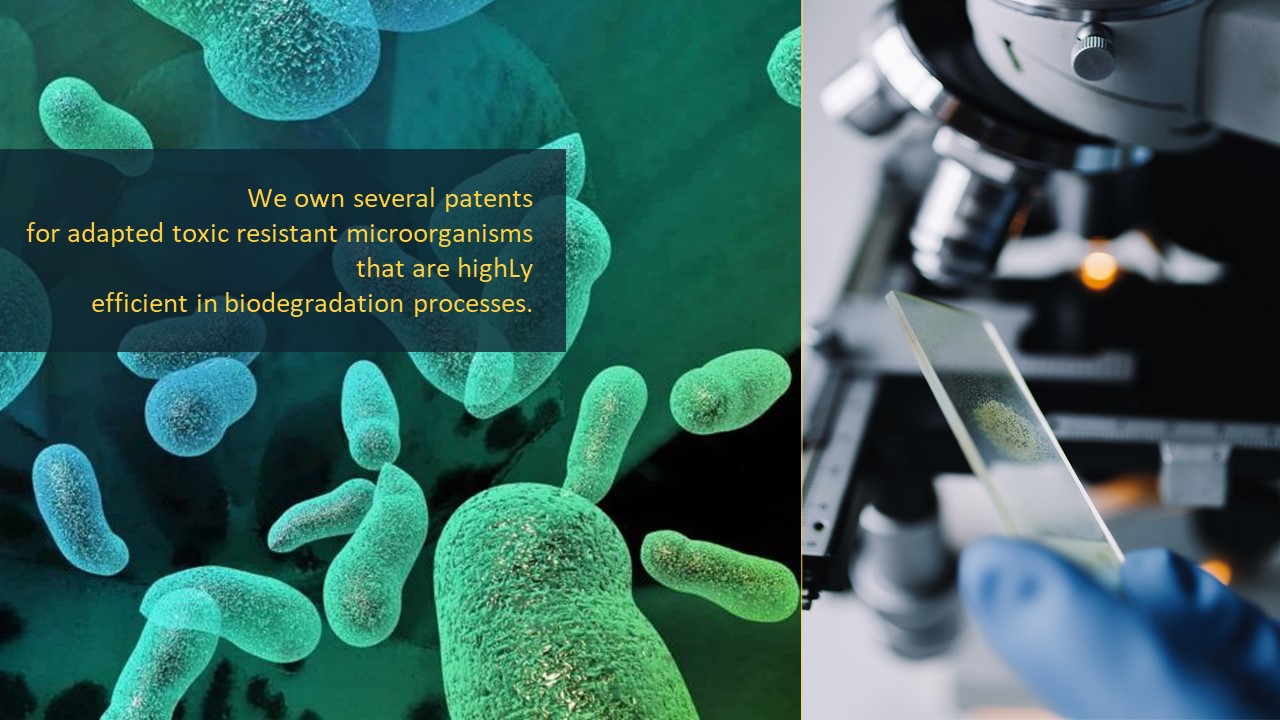 We own several patents
for adapted toxic resistant microorganisms
that are highLy
efficient in biodegradation processes.